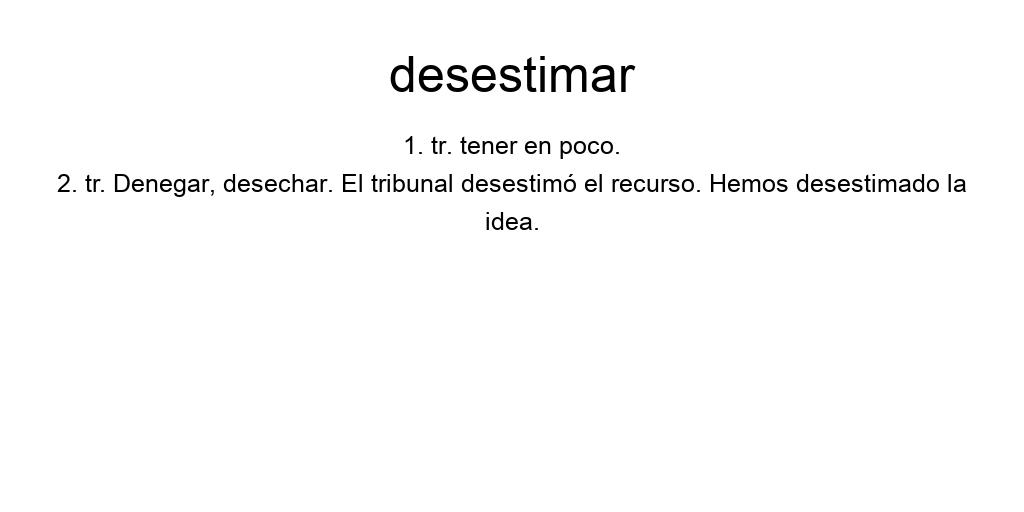 desestimar
1. tr. tener en poco.
2. tr. Denegar, desechar. El tribunal desestimó el recurso. Hemos desestimado la
idea.